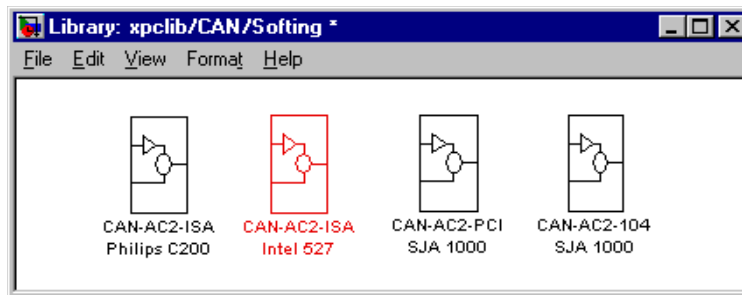 Library: xpclib/CAN/Softing *
File Edit View Format Help
CAN-AC2-ISA CAN-AC2-ISA CAN-AC2-PCI CAN-AC2-104
Philips C200 Intel 527 SJA 1000 SJA 1000